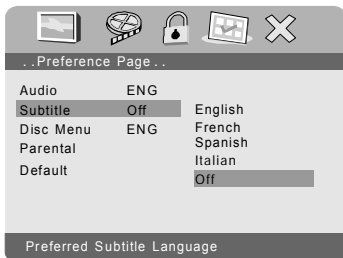 ..Preference Page..
Audio ENG
Subtitle Off
Disc Menu ENG
Parental
Default
English
French
Spanish
Italian
Off
Preferred Subtitle Language